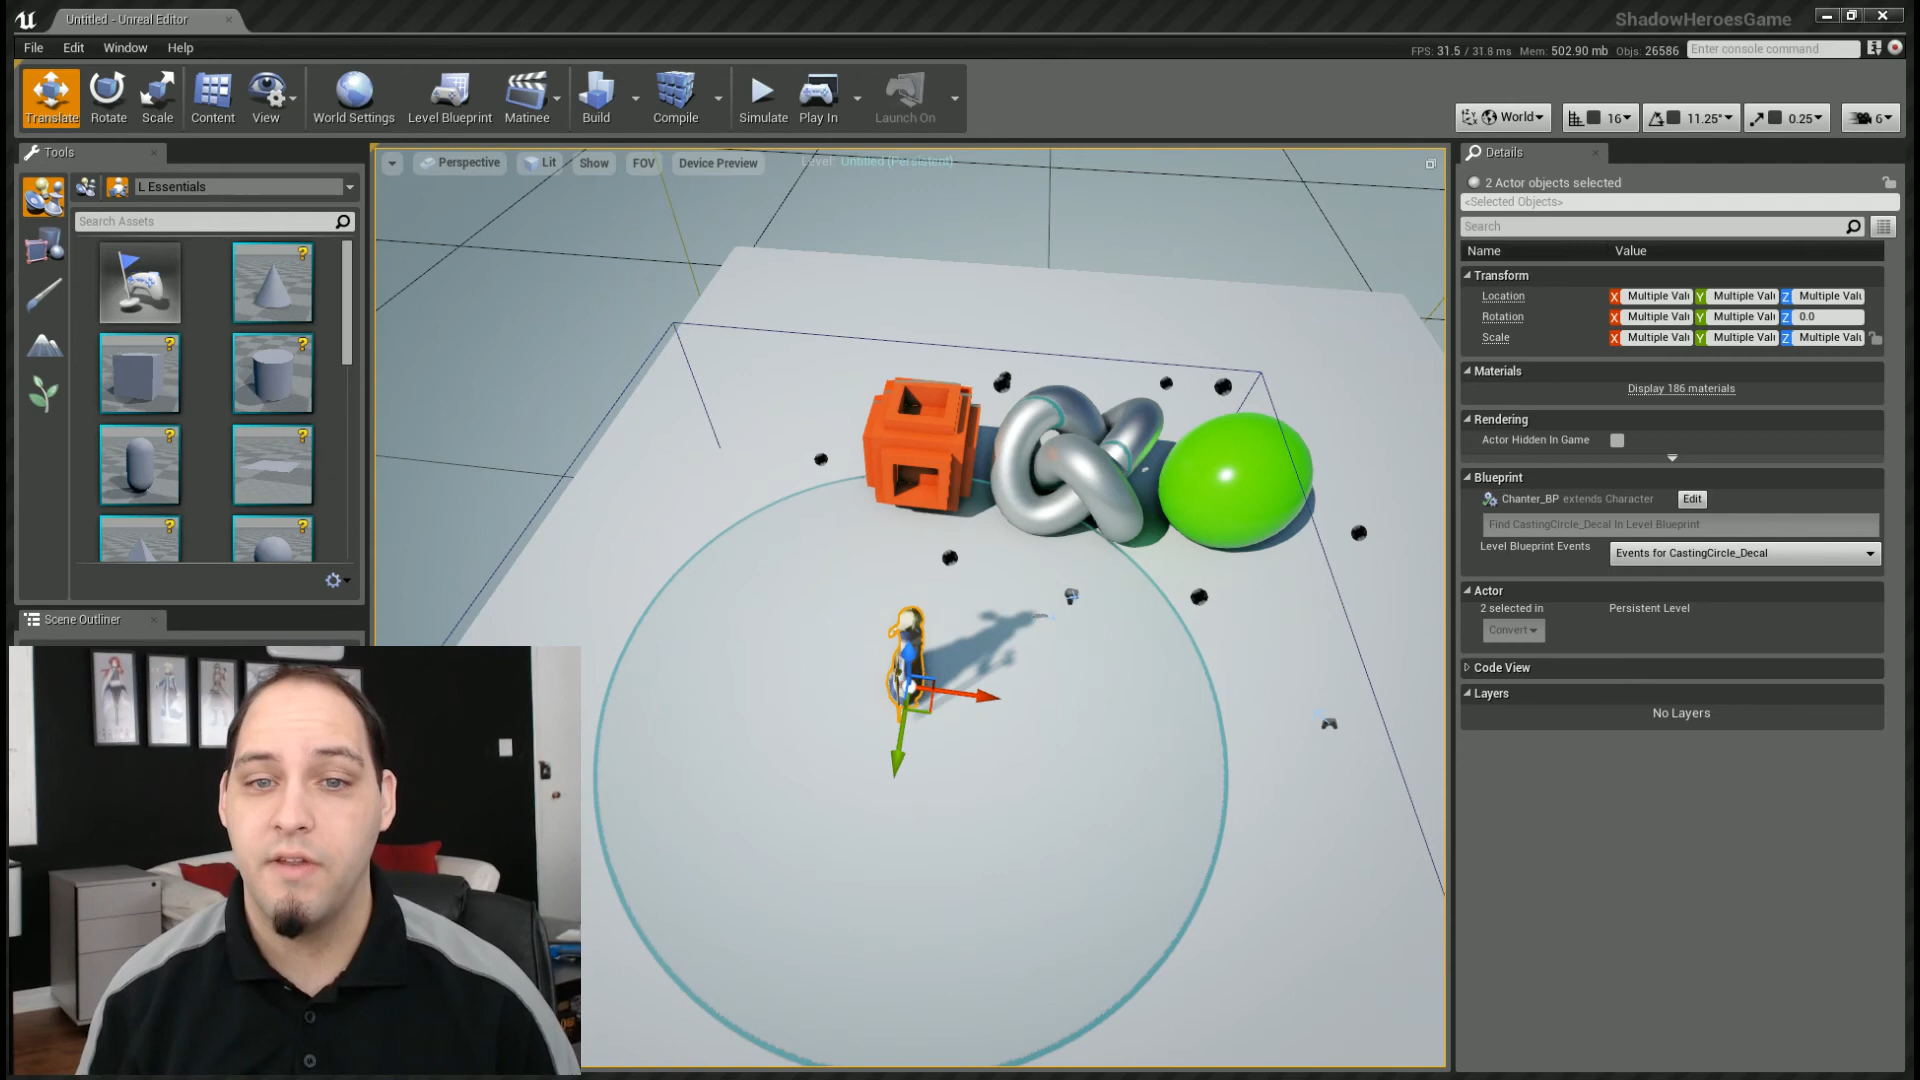 Untitled - Unreal Editor
ShadowHeroesGame
File Edit Window Help
FPS: 31.5 / 31.8 ms Mem: 502.90 mb Objs: 26586 Enter console command
Translate Rotate Scale Content View World Settings Level Blueprint Matinee Build Compile Simulate Play In Launch On
World 16 11.25° 0.25 6
Tools
L Essentials
Search Assets
Scene Outliner
Perspective Lit Show FOV Device Preview Level: Untitled (Persistent)
Details
2 Actor objects selected
<Selected Objects>
Search
Name Value
Transform
Location X Multiple Valu Y Multiple Valu Z Multiple Valu
Rotation X Multiple Valu Y Multiple Valu Z 0.0
Scale X Multiple Valu Y Multiple Valu Z Multiple Valu
Materials
Display 186 materials
Rendering
Actor Hidden In Game
Blueprint
Chanter_BP extends Character Edit
Find CastingCircle_Decal In Level Blueprint
Level Blueprint Events Events for CastingCircle_Decal
Actor
2 selected in Persistent Level
Convert
Code View
Layers
No Layers